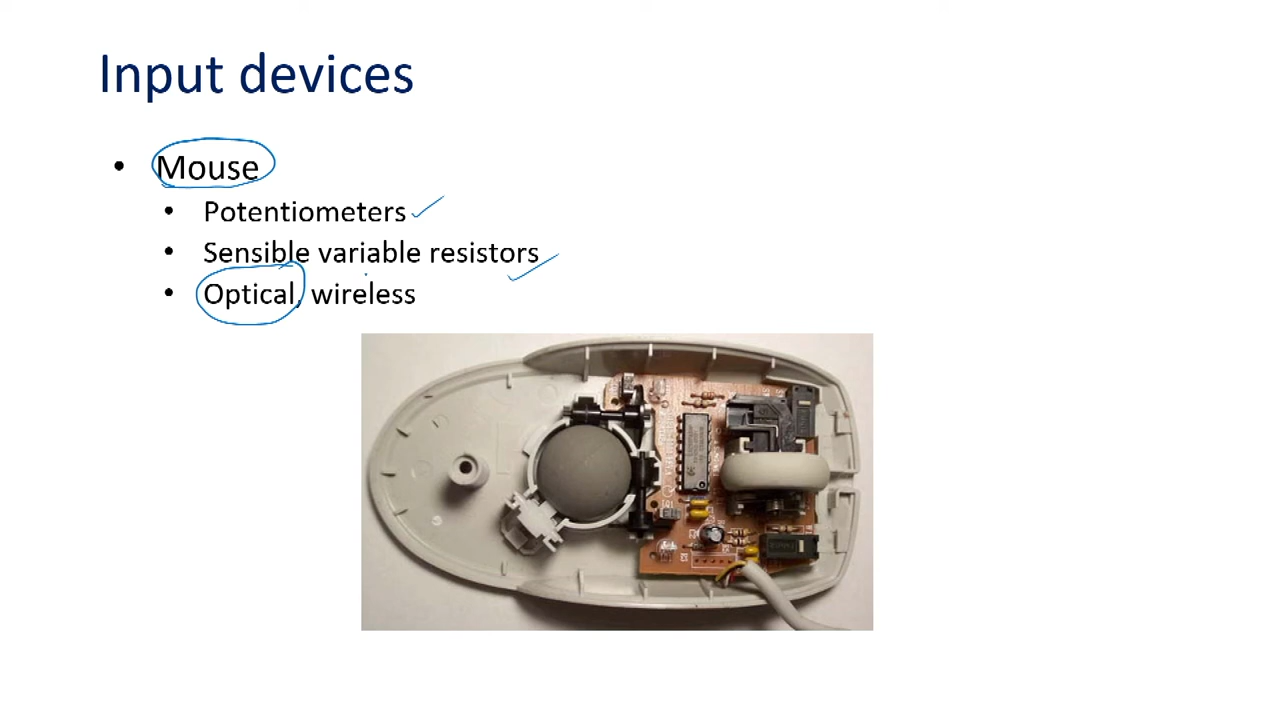 Input devices
• Mouse
• Potentiometers
• Sensible variable resistors
• Optical, wireless